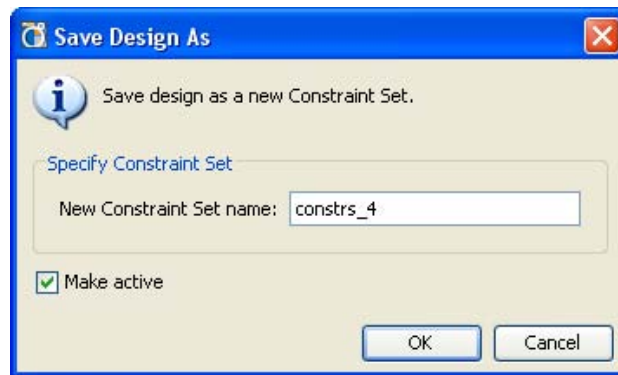 Save Design As
Save design as a new Constraint Set.
Specify Constraint Set
New Constraint Set name: constrs_4
Make active
OK Cancel